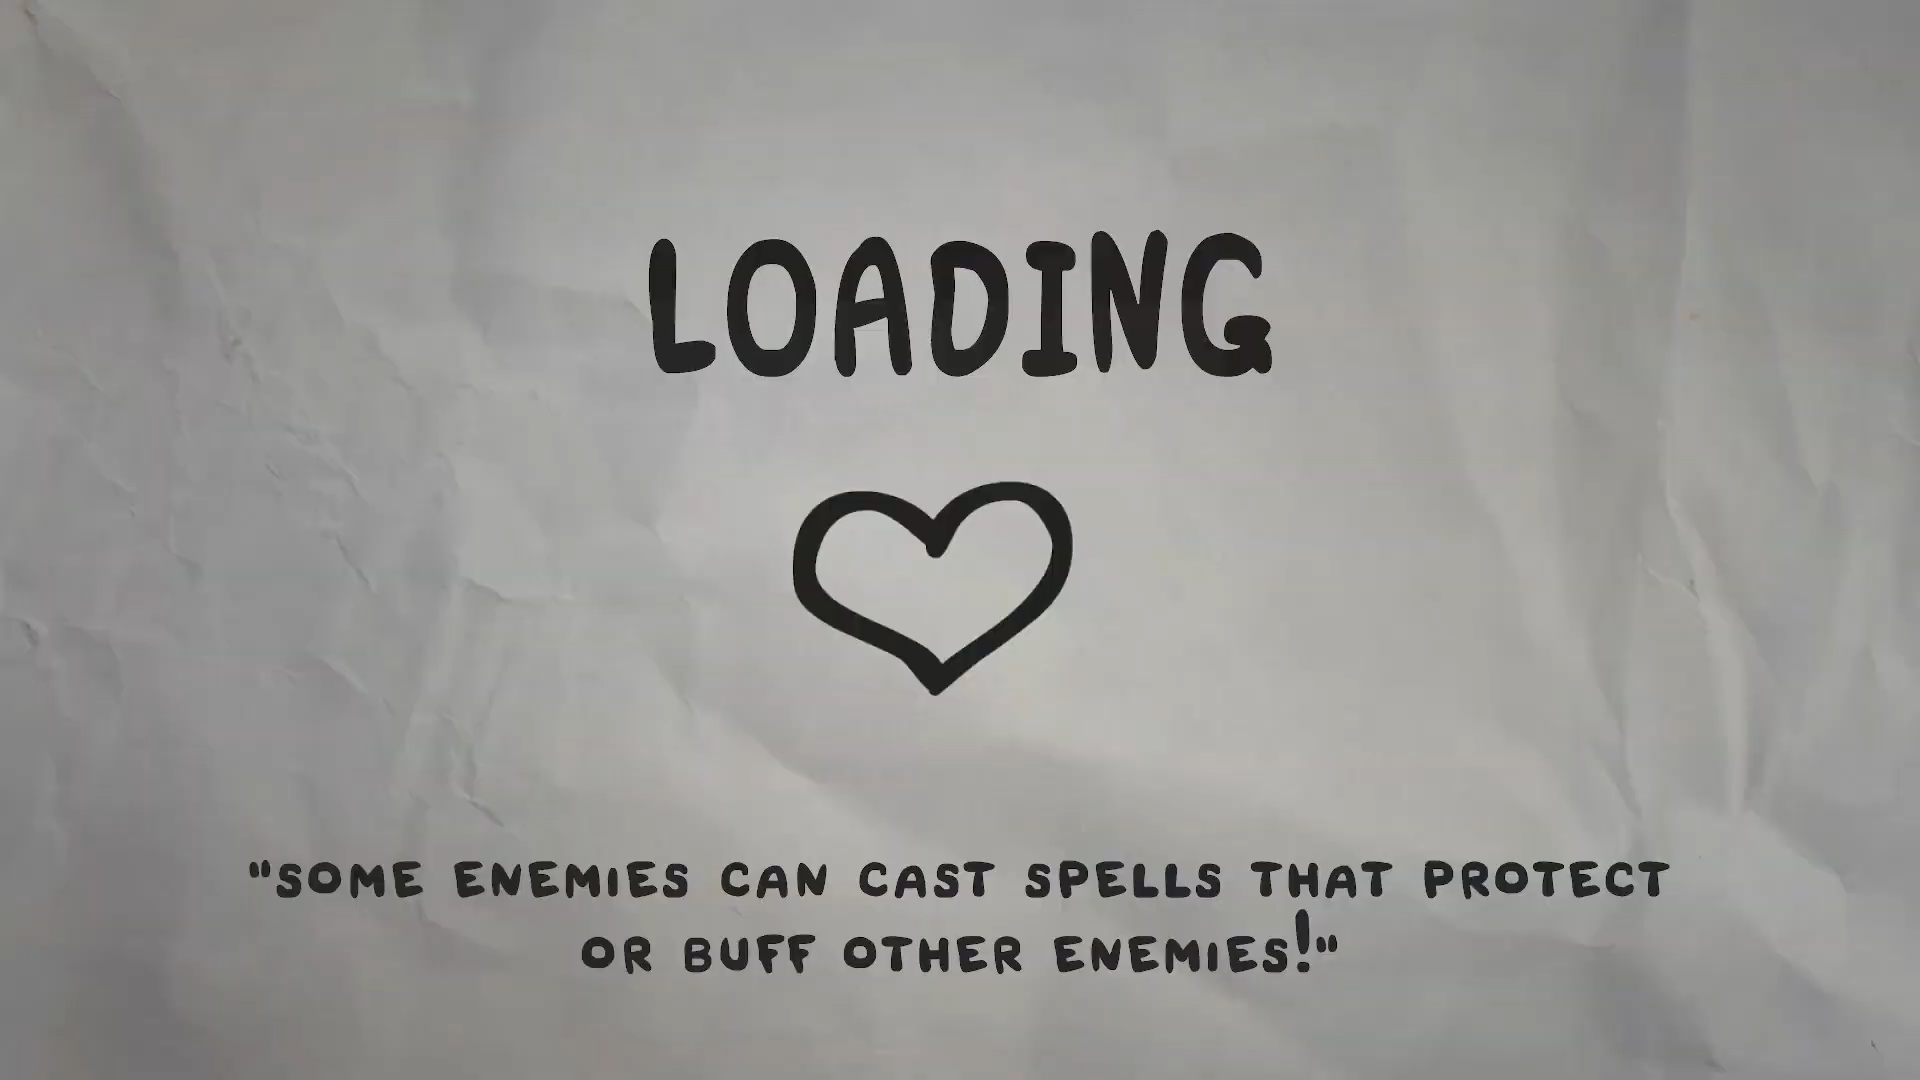 LOADING
"SOME ENEMIES CAN CAST SPELLS THAT PROTECT
OR BUFF OTHER ENEMIES!"